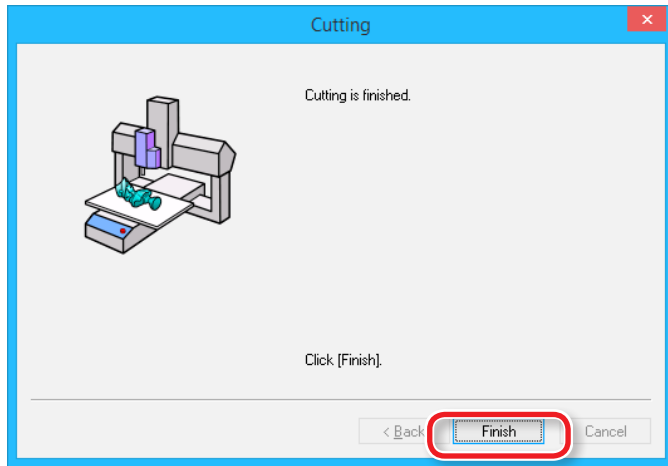 Cutting
Cutting is finished.
Click [Finish].
< Back
Finish
Cancel